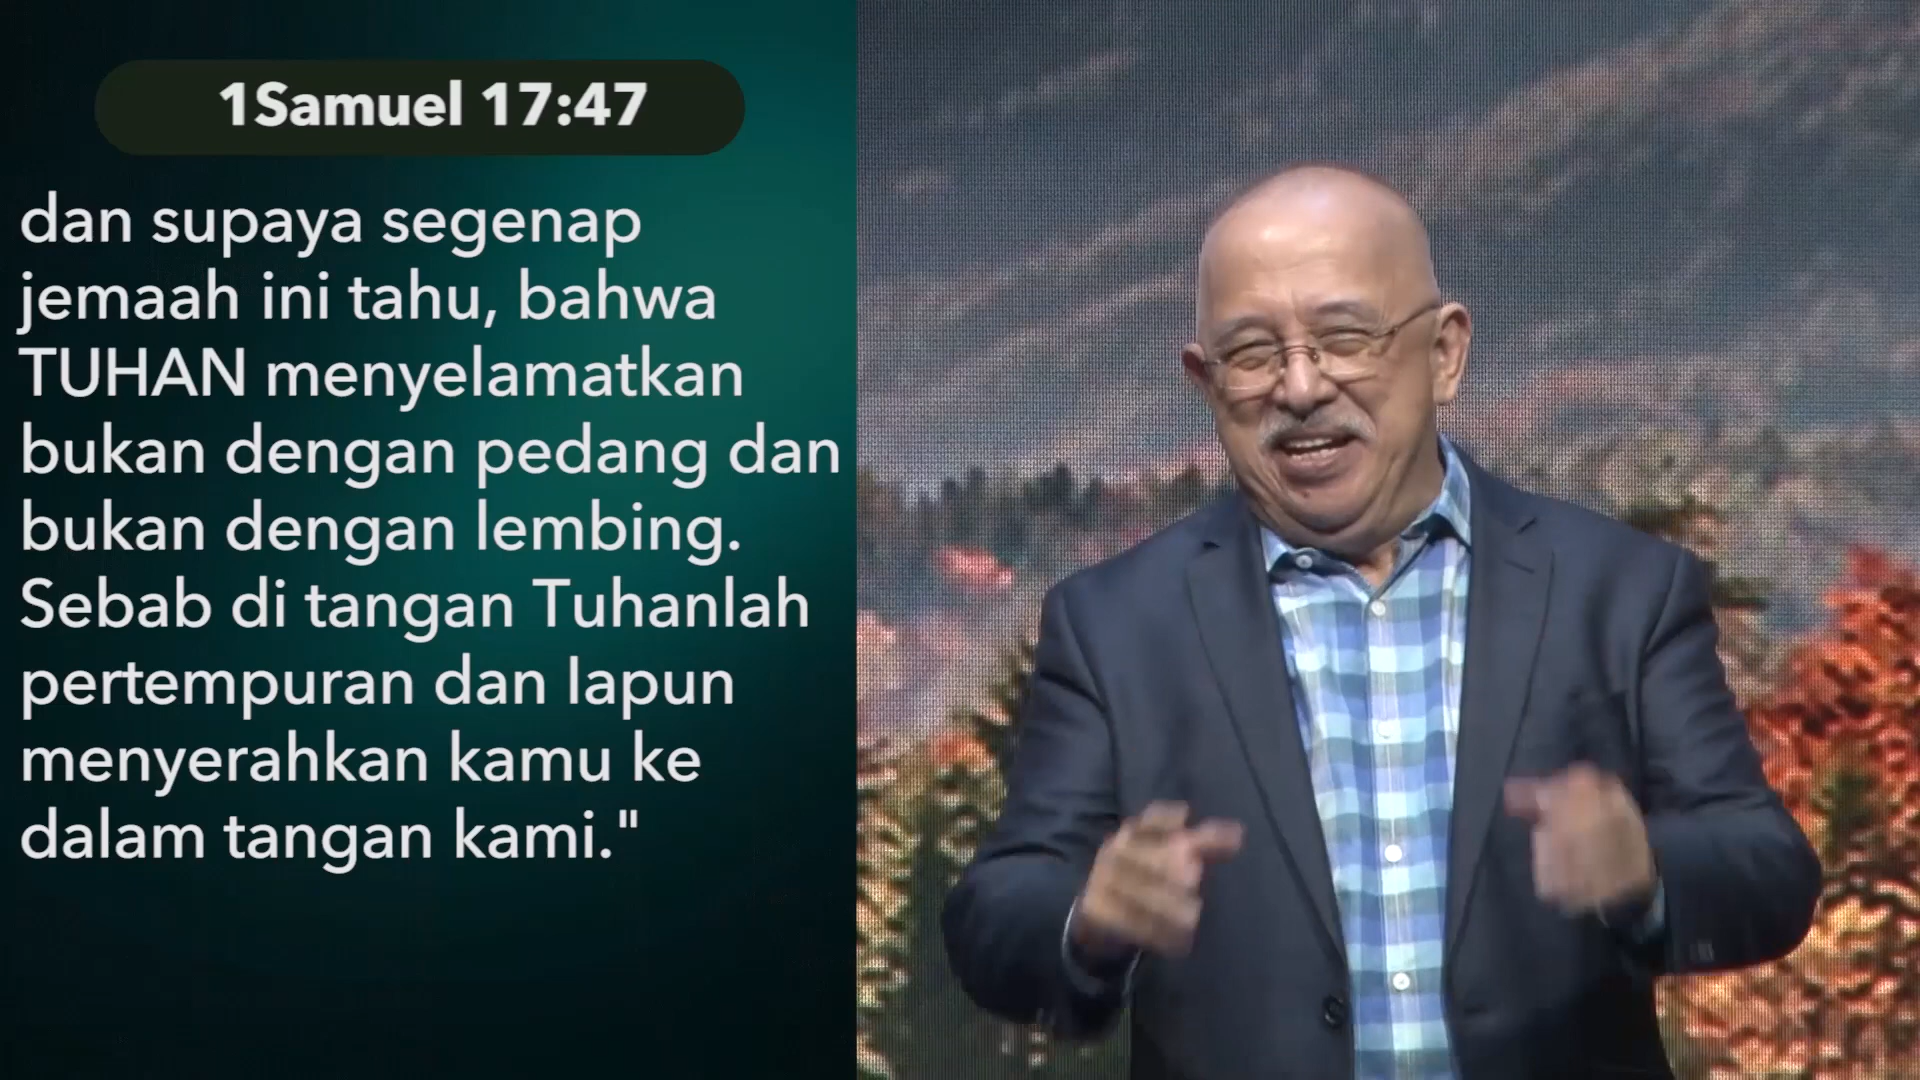 1Samuel 17:47
dan supaya segenap
jemaah ini tahu, bahwa
TUHAN menyelamatkan
bukan dengan pedang dan
bukan dengan lembing.
Sebab di tangan Tuhanlah
pertempuran dan Iapun
menyerahkan kamu ke
dalam tangan kami."